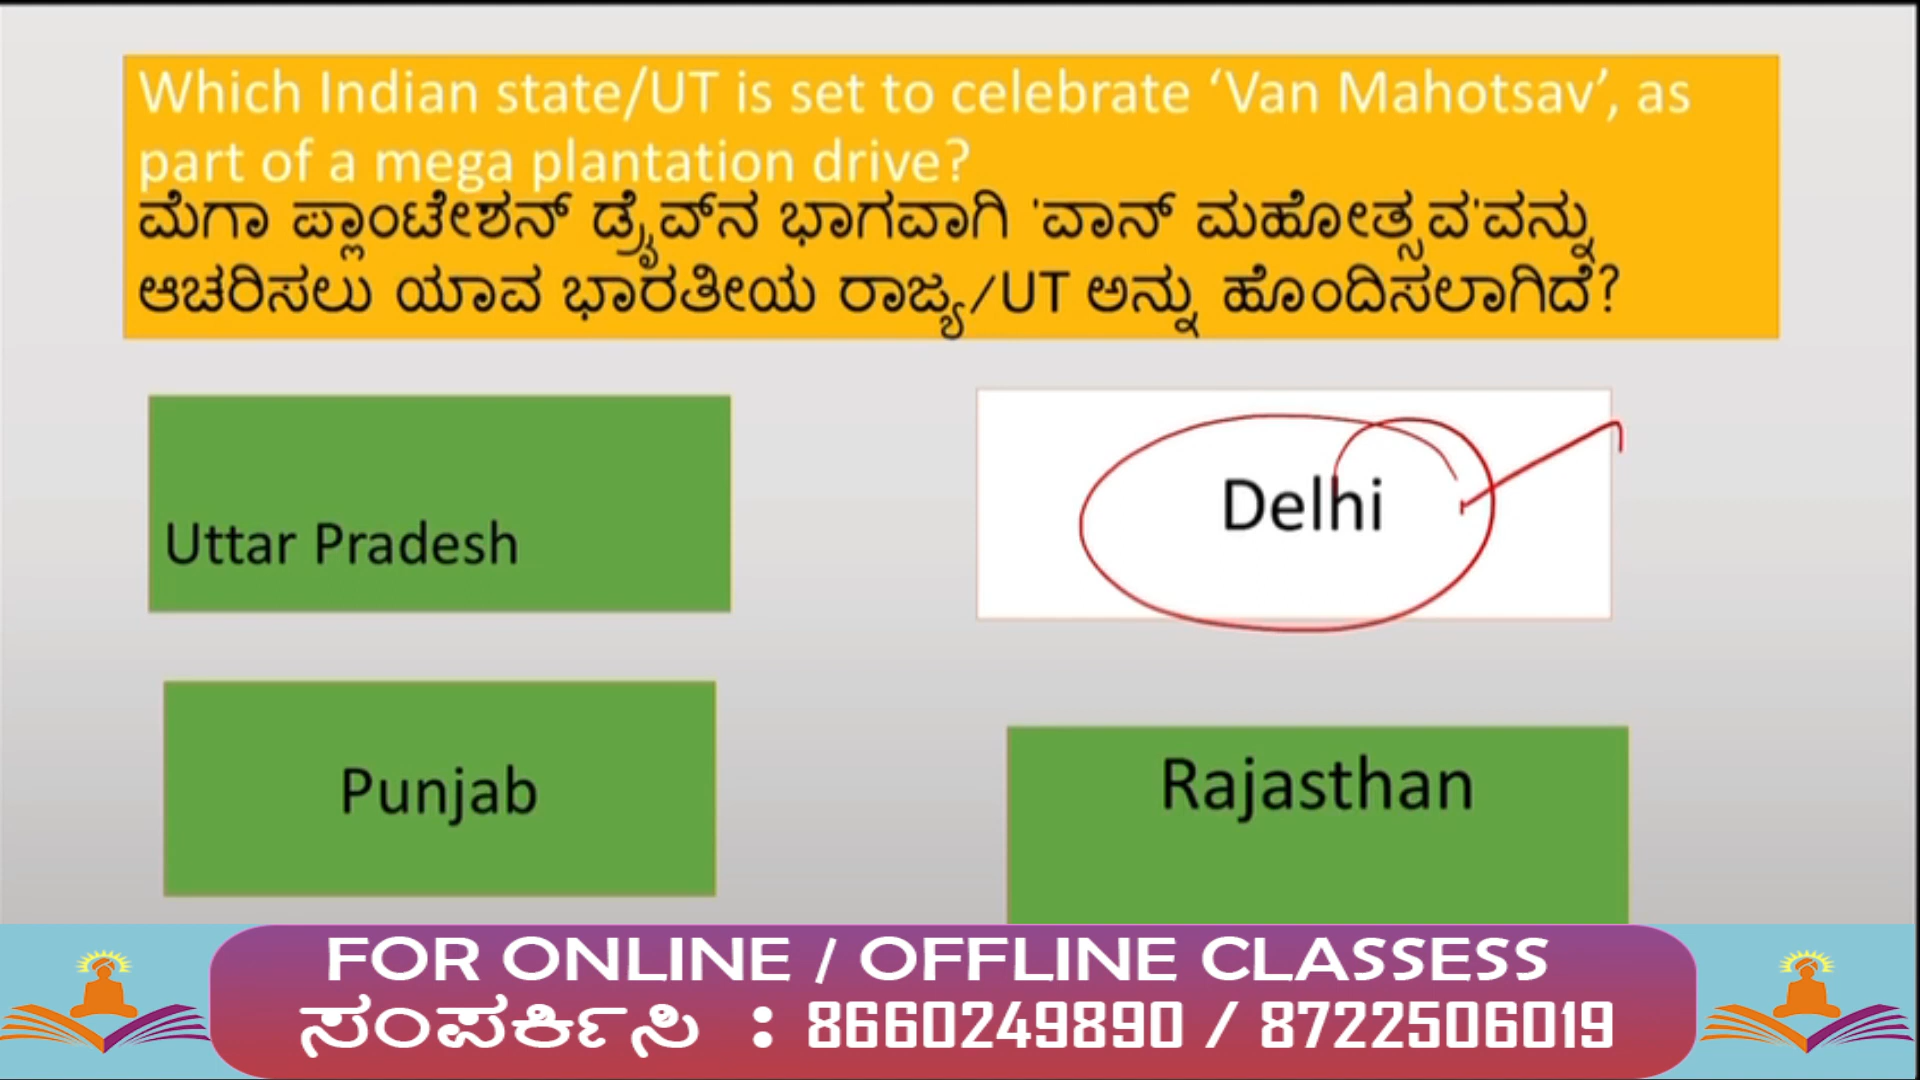 Which Indian state/UT is set to celebrate ‘Van Mahotsav’, as
part of a mega plantation drive?
ಮೆಗಾ ಪ್ಲಾಂಟೇಶನ್ ಡ್ರೈವ್‌ನ ಭಾಗವಾಗಿ 'ವಾನ್ ಮಹೋತ್ಸವ'ವನ್ನು
ಆಚರಿಸಲು ಯಾವ ಭಾರತೀಯ ರಾಜ್ಯ/UT ಅನ್ನು ಹೊಂದಿಸಲಾಗಿದೆ?
Uttar Pradesh
Delhi
Punjab
Rajasthan
FOR ONLINE / OFFLINE CLASSESS
ಸಂಪರ್ಕಿಸಿ : 8660249890 / 8722506019